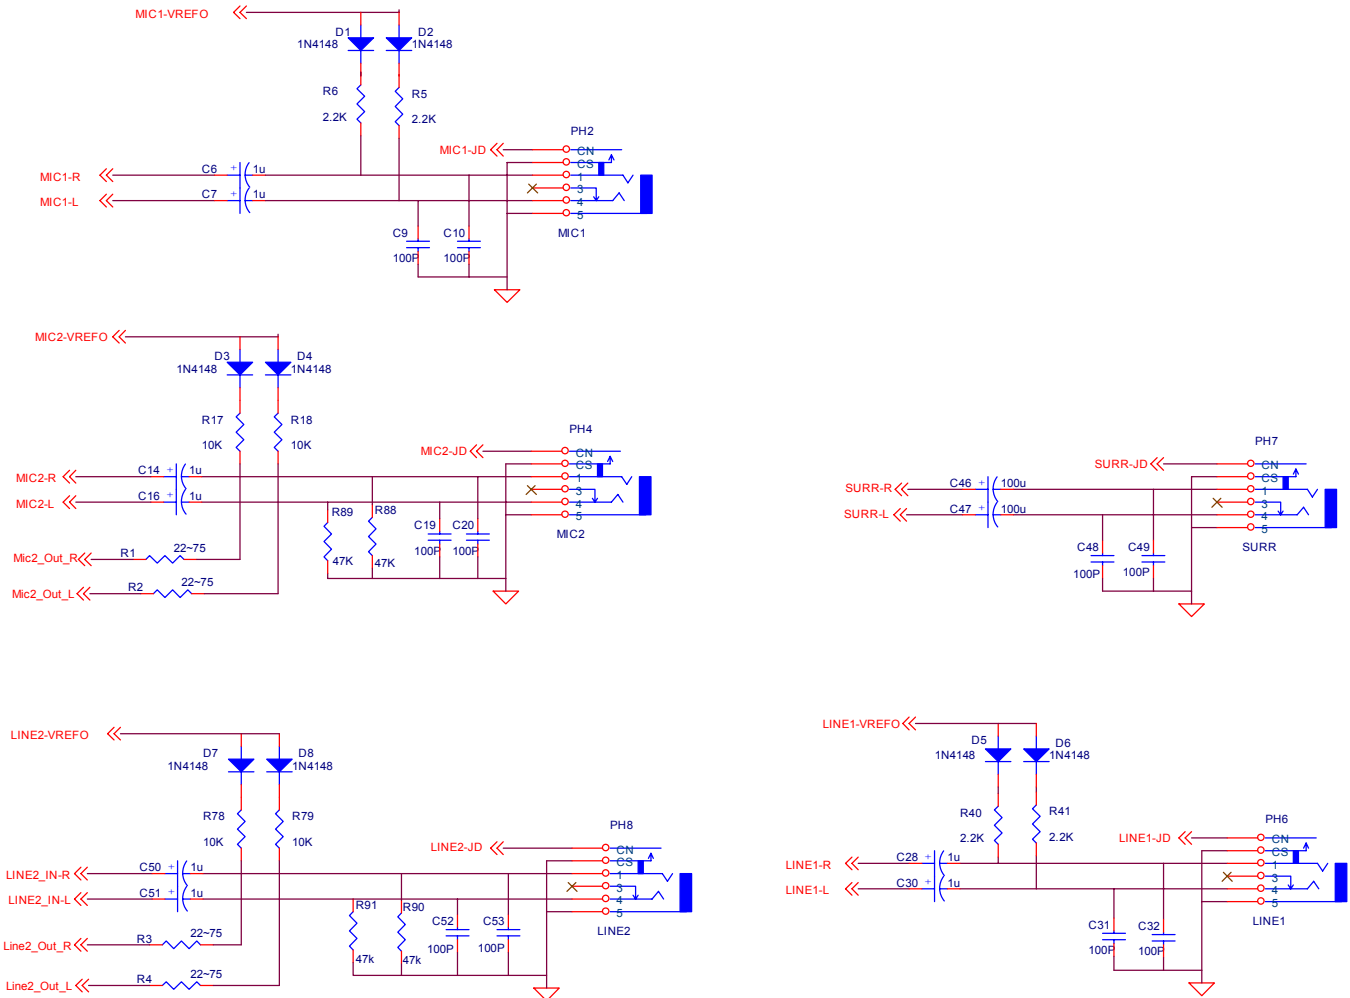 MIC1-VREFO
D1
1N4148
D2
1N4148
R6
2.2K
R5
2.2K
PH2
MIC1-JD
CN
CS
1
3
4
5
MIC1-R
C6
+
1u
MIC1-L
C7
+
1u
C9
100P
C10
100P
MIC1
MIC2-VREFO
D3
1N4148
D4
1N4148
R17
10K
R18
10K
PH4
MIC2-JD
CN
CS
1
3
4
5
MIC2-R
C14
+
1u
MIC2-L
C16
+
1u
R89
47K
R88
47K
C19
100P
C20
100P
MIC2
Mic2_Out_R
R1
22~75
Mic2_Out_L
R2
22~75
PH7
SURR-JD
CN
CS
1
3
4
5
SURR-R
C46
+
100u
SURR-L
C47
+
100u
C48
100P
C49
100P
SURR
LINE2-VREFO
D7
1N4148
D8
1N4148
R78
10K
R79
10K
PH8
LINE2-JD
CN
CS
1
3
4
5
LINE2_IN-R
C50
+
1u
LINE2_IN-L
C51
+
1u
R91
47k
R90
47k
C52
100P
C53
100P
LINE2
Line2_Out_R
R3
22~75
Line2_Out_L
R4
22~75
LINE1-VREFO
D5
1N4148
D6
1N4148
R40
2.2K
R41
2.2K
PH6
LINE1-JD
CN
CS
1
3
4
5
LINE1-R
C28
+
1u
LINE1-L
C30
+
1u
C31
100P
C32
100P
LINE1